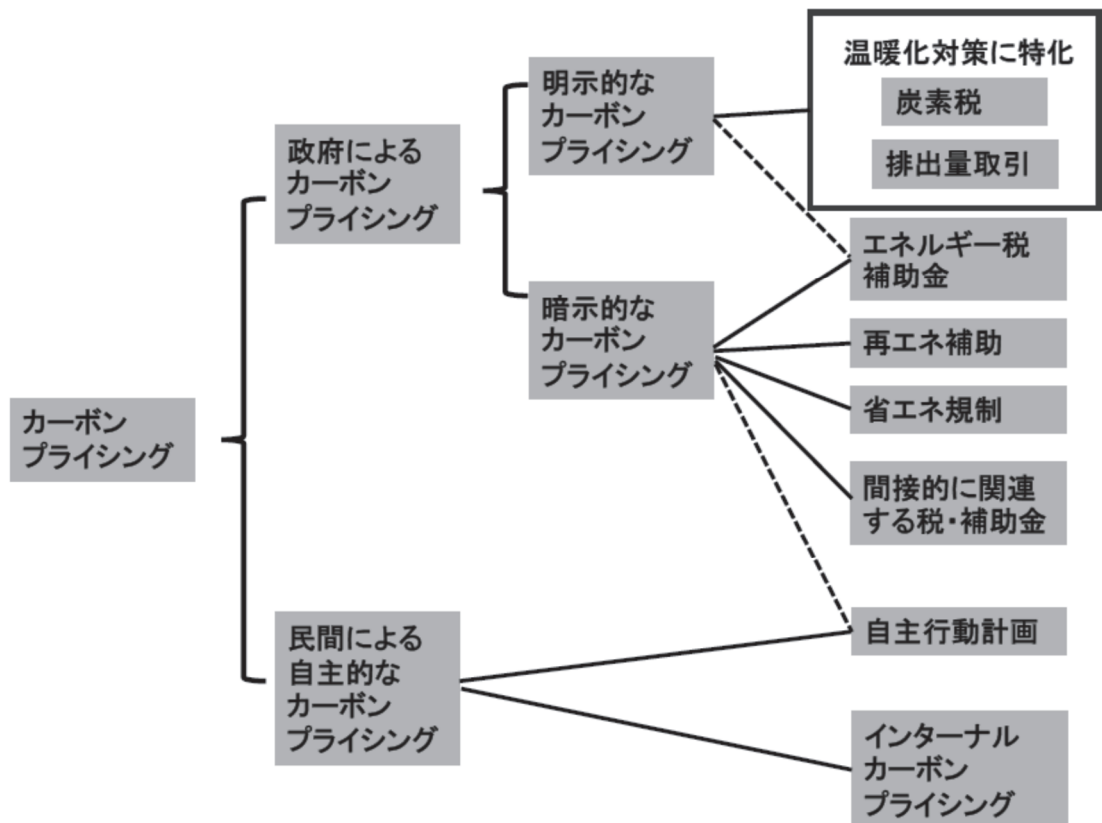 カーボン
プライシング
政府による
カーボン
プライシング
民間による
自主的な
カーボン
プライシング
明示的な
カーボン
プライシング
暗示的な
カーボン
プライシング
温暖化対策に特化
炭素税
排出量取引
エネルギー税
補助金
再エネ補助
省エネ規制
間接的に関連
する税・補助金
自主行動計画
インターナル
カーボン
プライシング